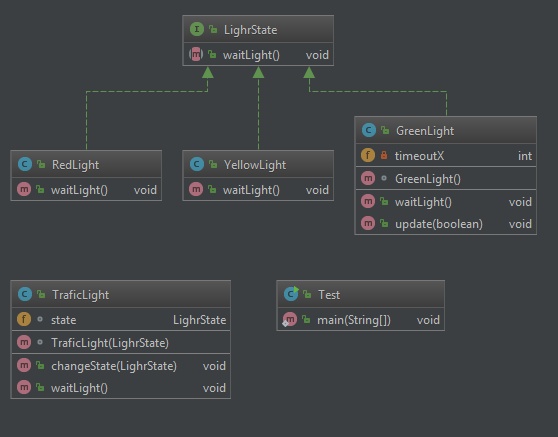 I LighrState
m waitLight() void
C RedLight
m waitLight() void
C YellowLight
m waitLight() void
C GreenLight
f timeoutX int
m GreenLight()
m waitLight() void
m update(boolean) void
C TraficLight
f state LighrState
m TraficLight(LighrState)
m changeState(LighrState) void
m waitLight() void
C Test
m main(String[]) void